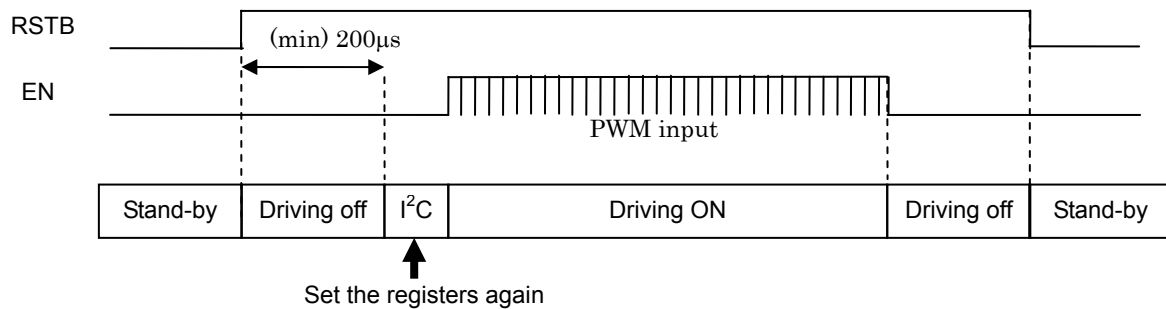 RSTB
(min) 200µs
EN
PWM input
Stand-by Driving off I²C Driving ON Driving off Stand-by
Set the registers again